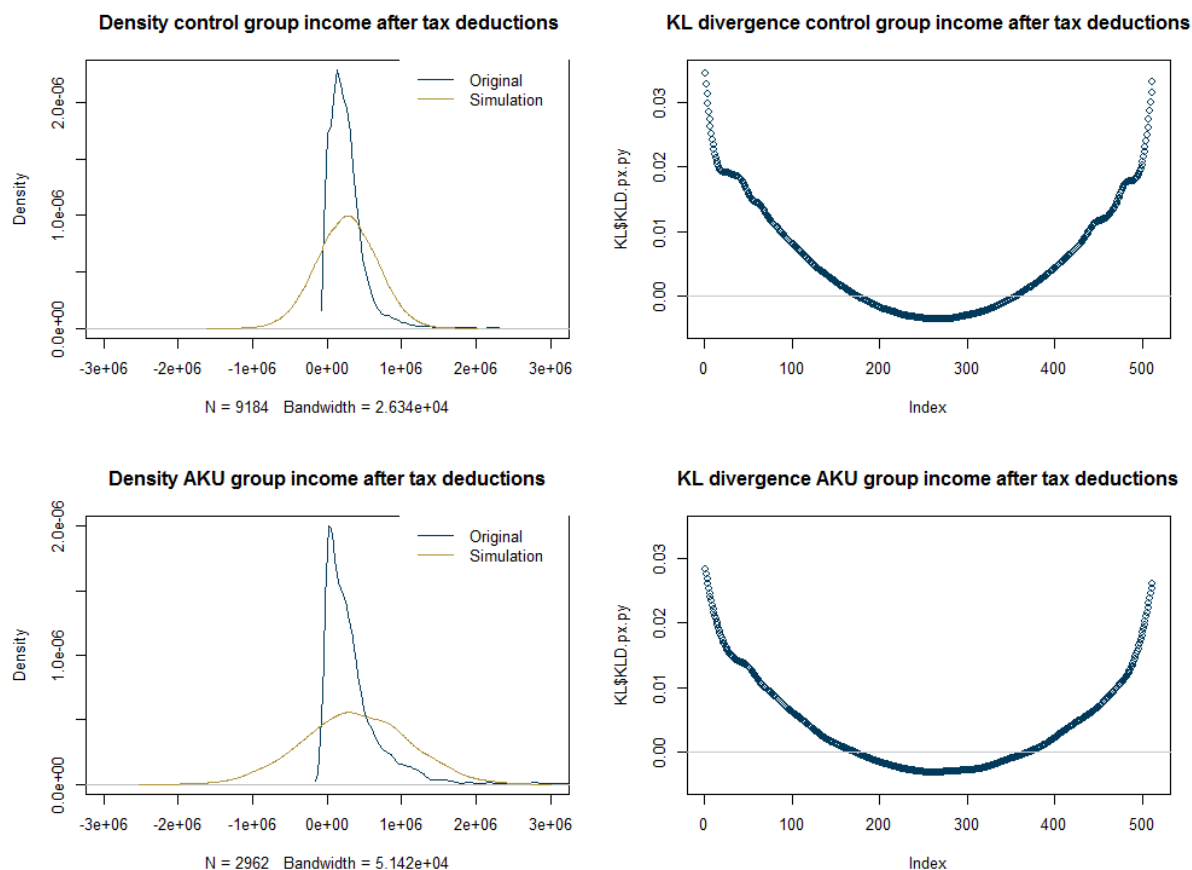 Density control group income after tax deductions
Original
Simulation
Density
0.0e+00
1.0e-06
2.0e-06
-3e+06 -2e+06 -1e+06 0e+00 1e+06 2e+06 3e+06
N = 9184 Bandwidth = 2.634e+04
KL divergence control group income after tax deductions
KL$KLD.px.py
0.00
0.01
0.02
0.03
0 100 200 300 400 500
Index
Density AKU group income after tax deductions
Original
Simulation
Density
0.0e+00
1.0e-06
2.0e-06
-3e+06 -2e+06 -1e+06 0e+00 1e+06 2e+06 3e+06
N = 2962 Bandwidth = 5.142e+04
KL divergence AKU group income after tax deductions
KL$KLD.px.py
0.00
0.01
0.02
0.03
0 100 200 300 400 500
Index